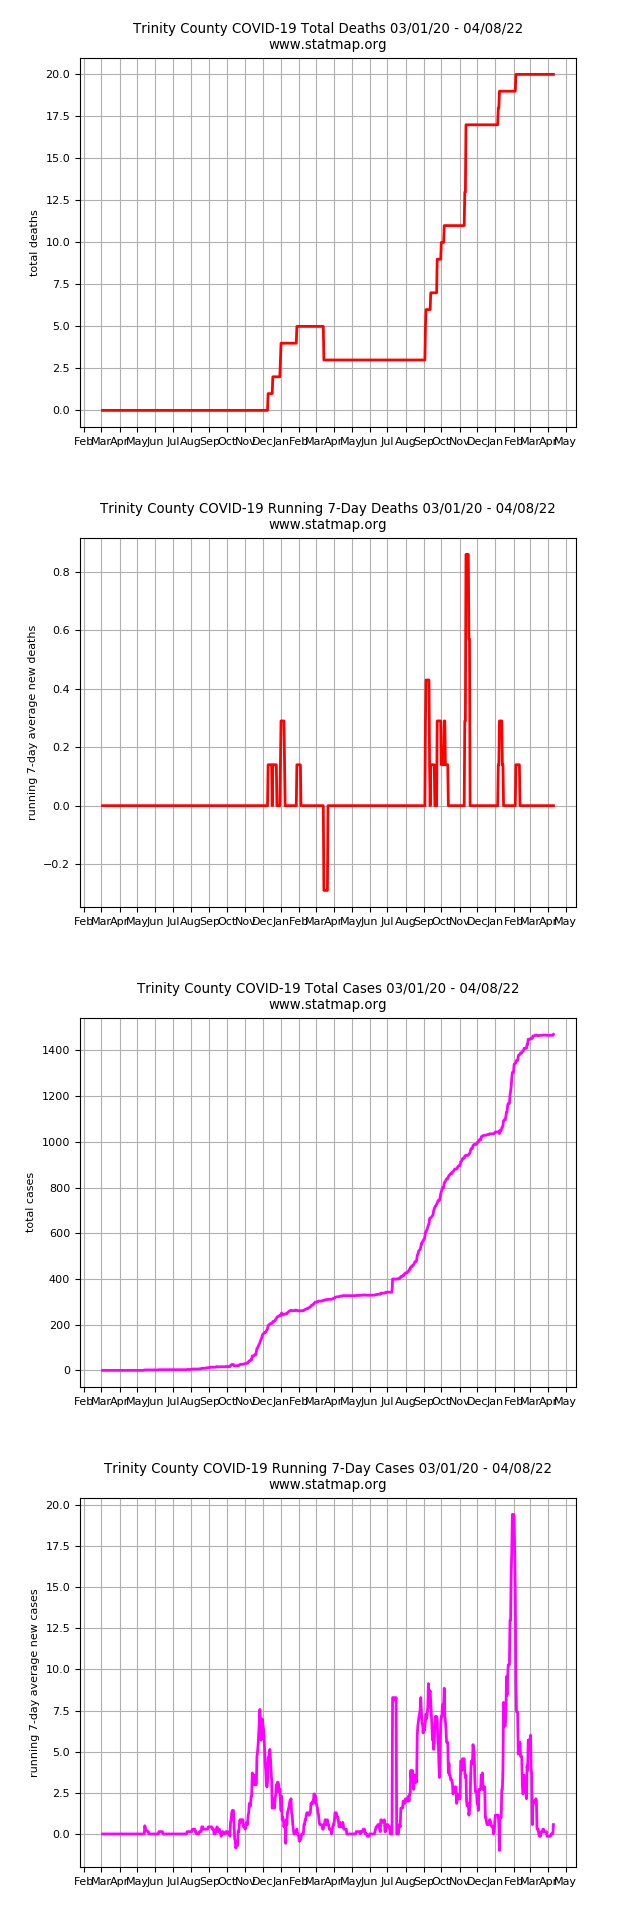 Trinity County COVID-19 Total Deaths 03/01/20 - 04/08/22
www.statmap.org
20.0
17.5
15.0
12.5
10.0
7.5
5.0
2.5
0.0
total deaths
Feb Mar Apr May Jun Jul Aug Sep Oct Nov Dec Jan Feb Mar Apr May Jun Jul Aug Sep Oct Nov Dec Jan Feb Mar Apr May
Trinity County COVID-19 Running 7-Day Deaths 03/01/20 - 04/08/22
www.statmap.org
0.8
0.6
0.4
0.2
0.0
−0.2
running 7-day average new deaths
Feb Mar Apr May Jun Jul Aug Sep Oct Nov Dec Jan Feb Mar Apr May Jun Jul Aug Sep Oct Nov Dec Jan Feb Mar Apr May
Trinity County COVID-19 Total Cases 03/01/20 - 04/08/22
www.statmap.org
1400
1200
1000
800
600
400
200
0
total cases
Feb Mar Apr May Jun Jul Aug Sep Oct Nov Dec Jan Feb Mar Apr May Jun Jul Aug Sep Oct Nov Dec Jan Feb Mar Apr May
Trinity County COVID-19 Running 7-Day Cases 03/01/20 - 04/08/22
www.statmap.org
20.0
17.5
15.0
12.5
10.0
7.5
5.0
2.5
0.0
running 7-day average new cases
Feb Mar Apr May Jun Jul Aug Sep Oct Nov Dec Jan Feb Mar Apr May Jun Jul Aug Sep Oct Nov Dec Jan Feb Mar Apr May